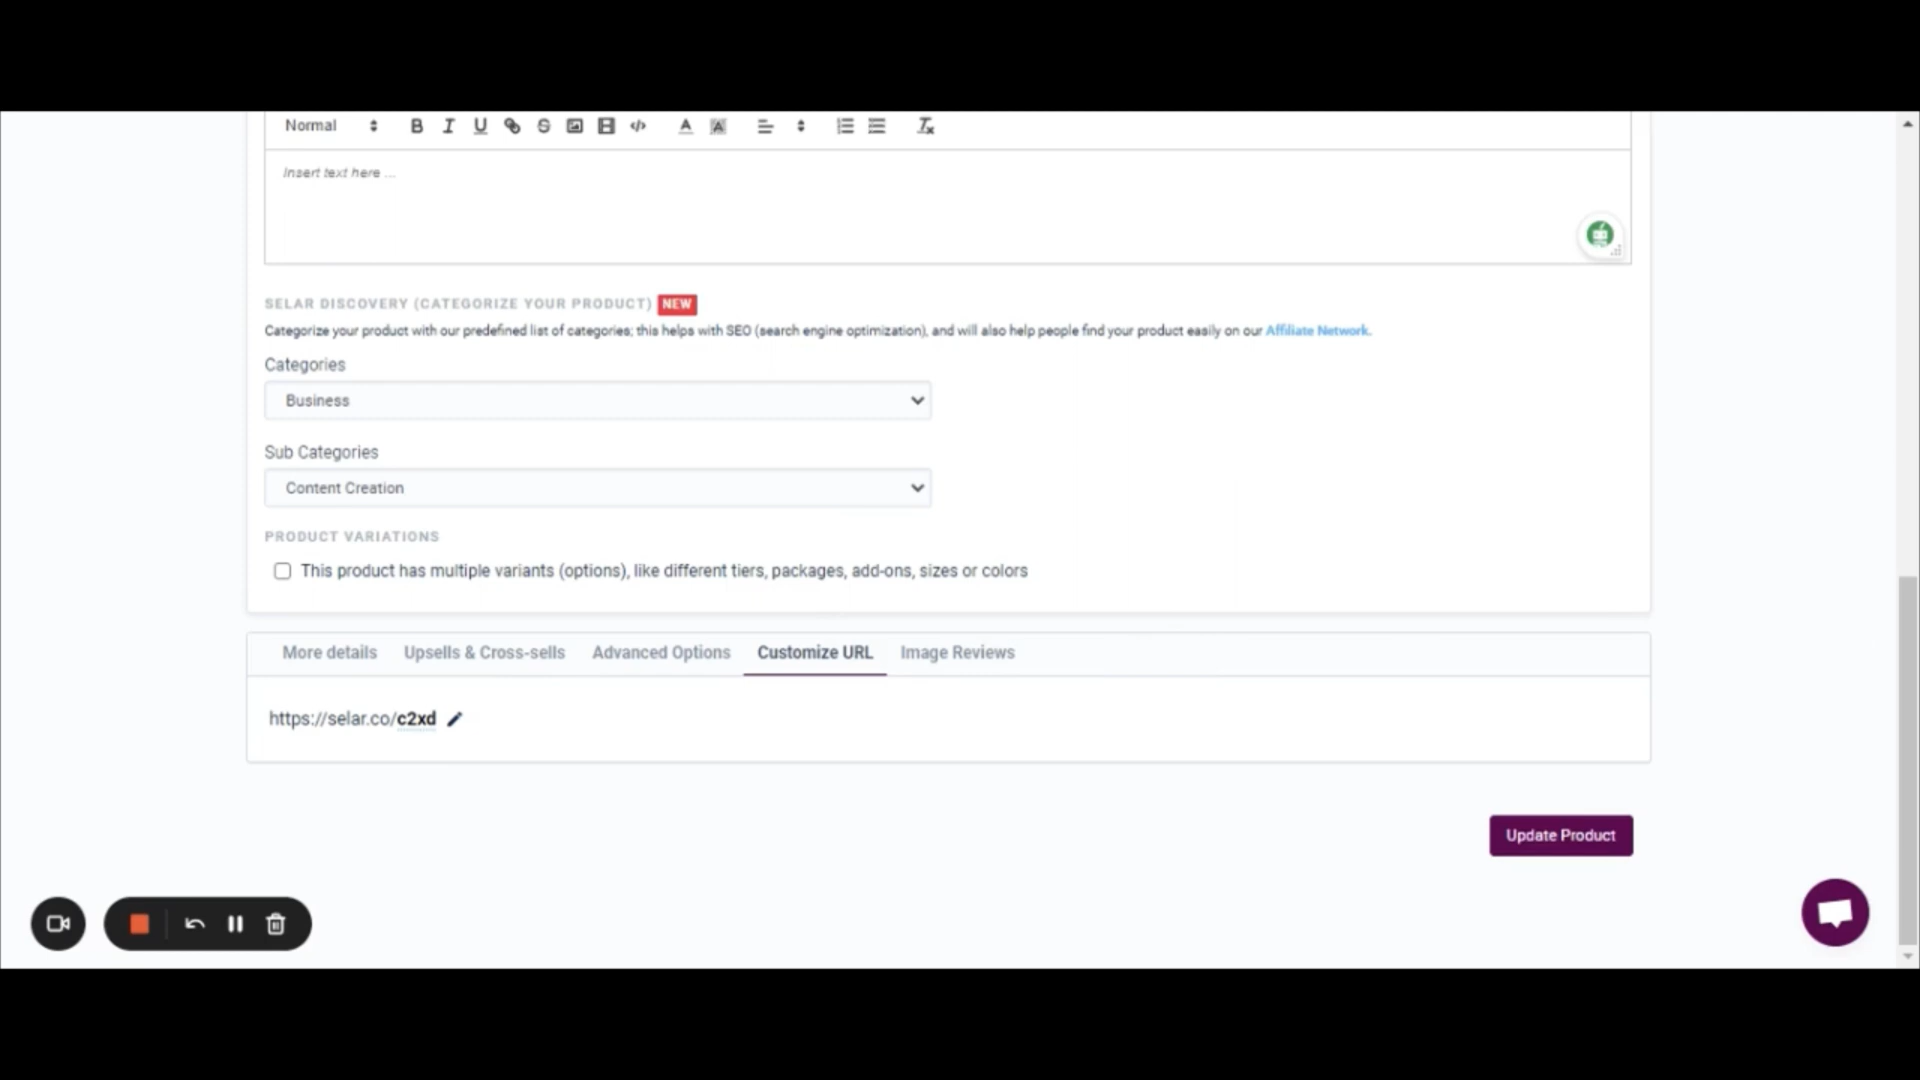 Normal
Insert text here ...
SELAR DISCOVERY (CATEGORIZE YOUR PRODUCT) NEW
Categorize your product with our predefined list of categories; this helps with SEO (search engine optimization), and will also help people find your product easily on our Affiliate Network.
Categories
Business
Sub Categories
Content Creation
PRODUCT VARIATIONS
This product has multiple variants (options), like different tiers, packages, add-ons, sizes or colors
More details Upsells & Cross-sells Advanced Options Customize URL Image Reviews
https://selar.co/c2xd
Update Product